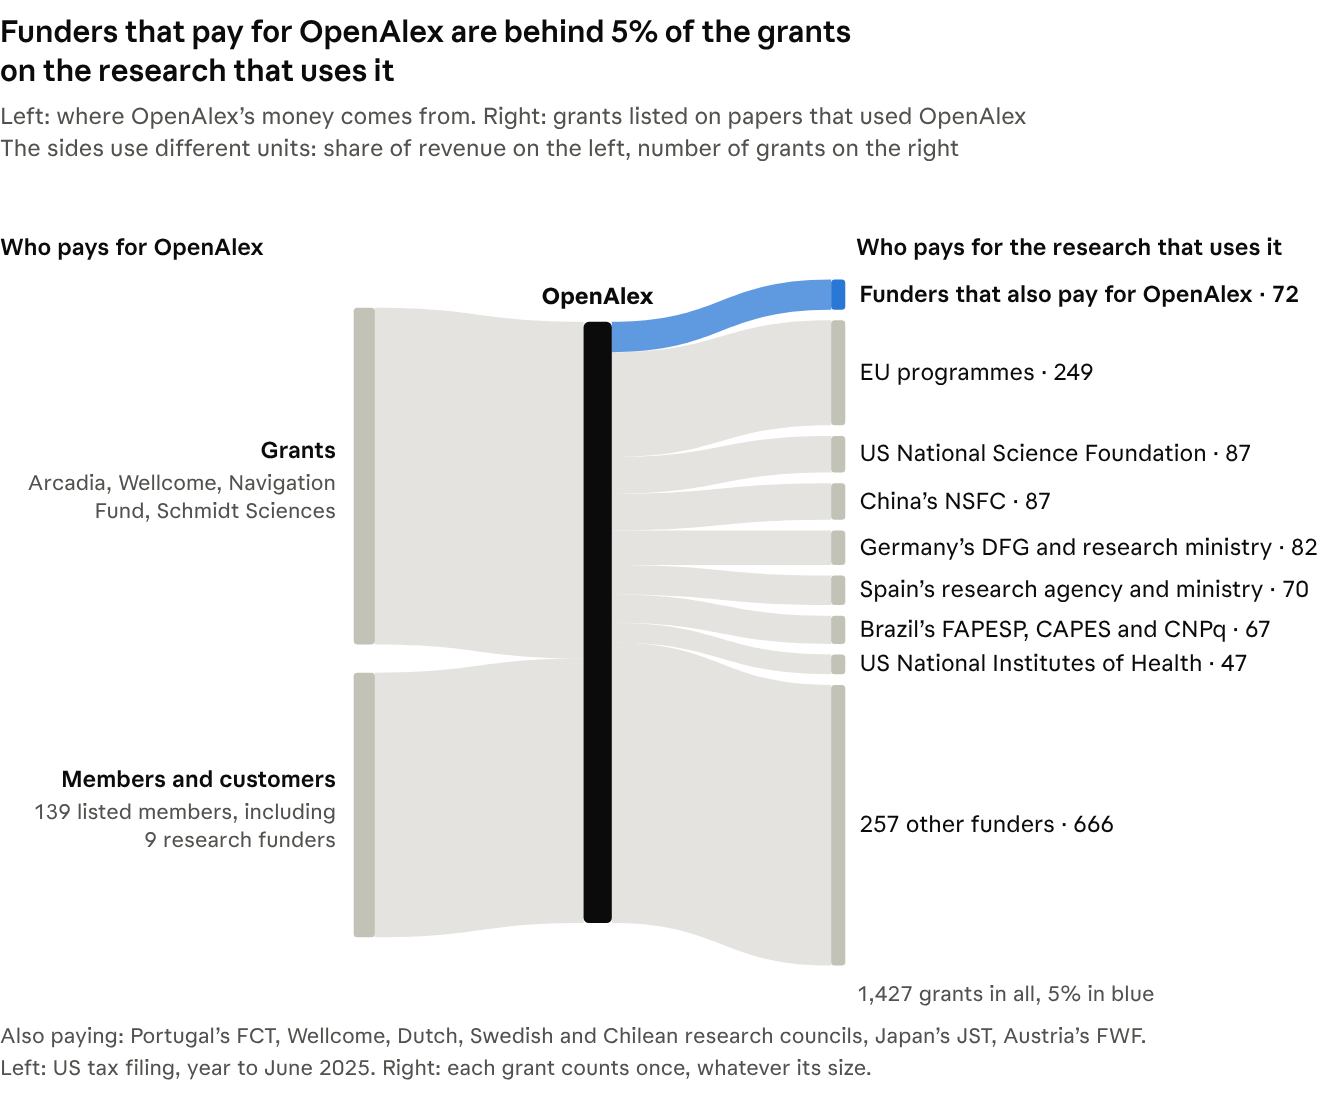 Funders that pay for OpenAlex are behind 5% of the grants
on the research that uses it
Left: where OpenAlex’s money comes from. Right: grants listed on papers that used OpenAlex
The sides use different units: share of revenue on the left, number of grants on the right
Who pays for OpenAlex
Who pays for the research that uses it
OpenAlex
Funders that also pay for OpenAlex · 72
EU programmes · 249
Grants
Arcadia, Wellcome, Navigation
Fund, Schmidt Sciences
US National Science Foundation · 87
China’s NSFC · 87
Germany’s DFG and research ministry · 82
Spain’s research agency and ministry · 70
Brazil’s FAPESP, CAPES and CNPq · 67
US National Institutes of Health · 47
Members and customers
139 listed members, including
9 research funders
257 other funders · 666
1,427 grants in all, 5% in blue
Also paying: Portugal’s FCT, Wellcome, Dutch, Swedish and Chilean research councils, Japan’s JST, Austria’s FWF.
Left: US tax filing, year to June 2025. Right: each grant counts once, whatever its size.